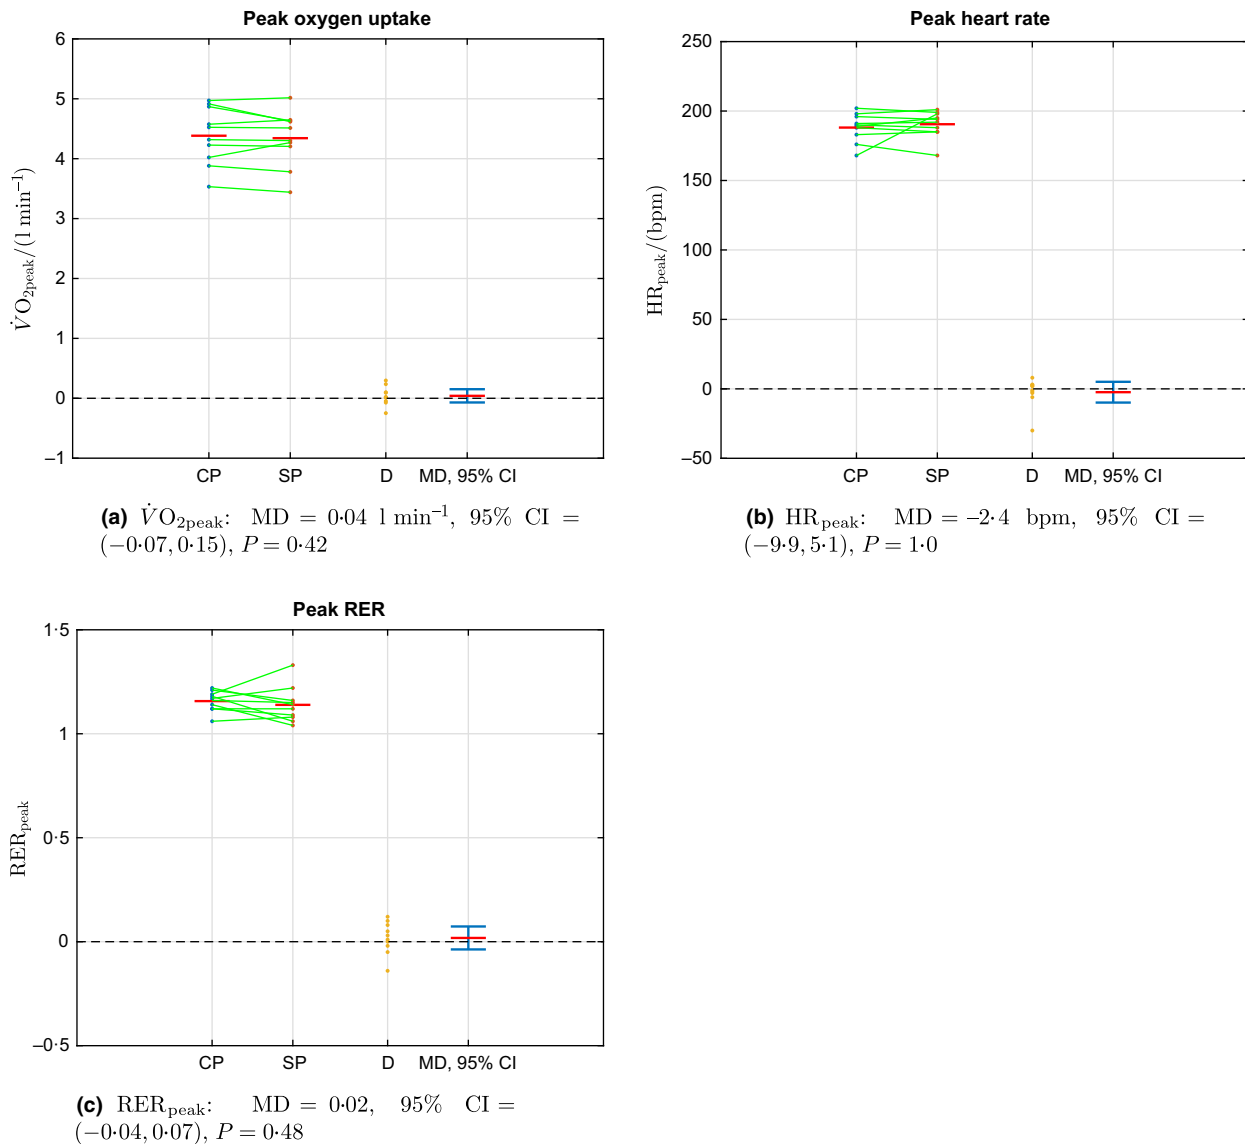 Peak oxygen uptake
6
5
4
3
2
1
0
–1
V̇O2peak/(l min−1)
CP SP D MD, 95% CI
(a) V̇O2peak: MD = 0·04 l min–1, 95% CI =
(−0·07, 0·15), P = 0·42
Peak heart rate
250
200
150
100
50
0
–50
HRpeak/(bpm)
CP SP D MD, 95% CI
(b) HRpeak: MD = –2·4 bpm, 95% CI =
(−9·9, 5·1), P = 1·0
Peak RER
1·5
1
0·5
0
–0·5
RERpeak
CP SP D MD, 95% CI
(c) RERpeak: MD = 0·02, 95% CI =
(−0·04, 0·07), P = 0·48